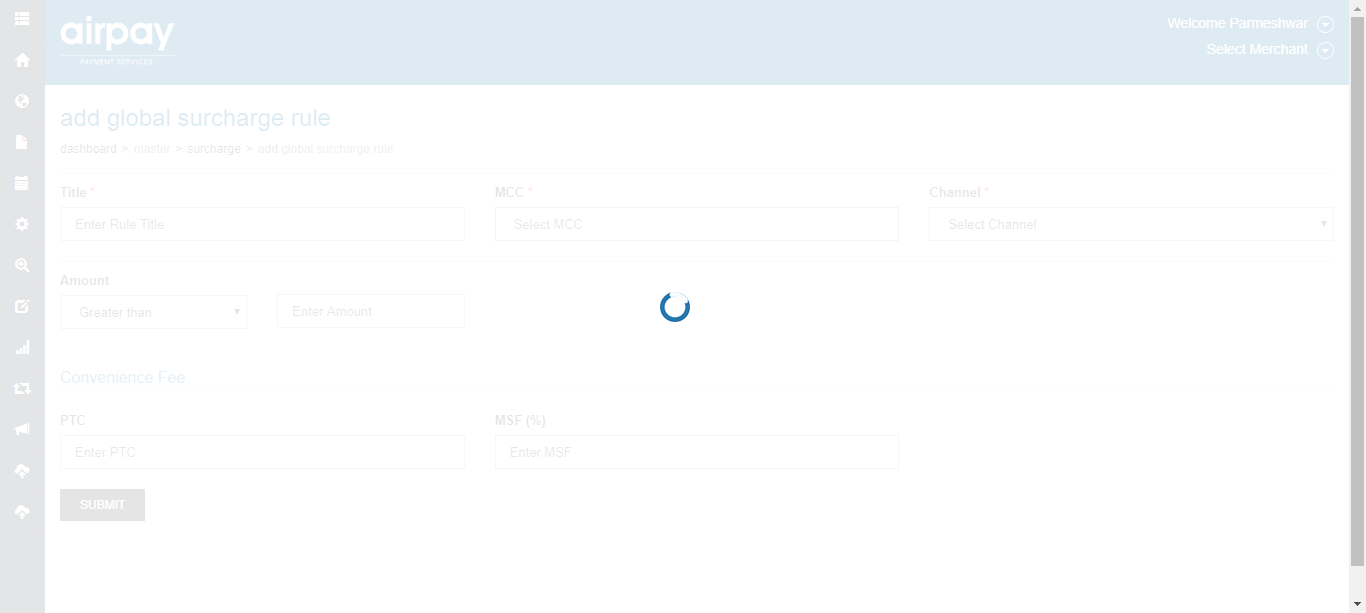 airpay
PAYMENT SERVICES
Welcome Parmeshwar
Select Merchant
add global surcharge rule
dashboard > master > surcharge > add global surcharge rule
Title * MCC * Channel *
Enter Rule Title Select MCC Select Channel
Amount
Greater than Enter Amount
Convenience Fee
PTC MSF (%)
Enter PTC Enter MSF
SUBMIT